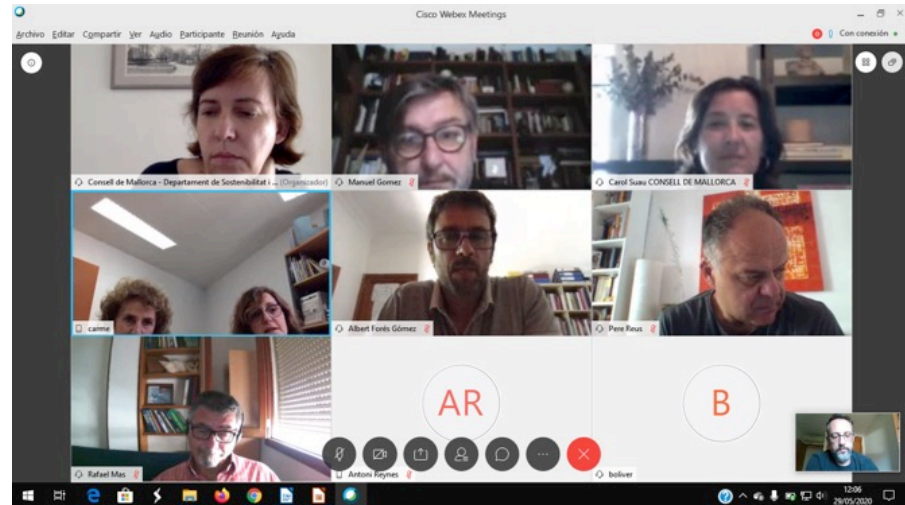 Cisco Webex Meetings
Archivo Editar Compartir Ver Audio Participante Reunión Ayuda
Con conexión
Consell de Mallorca - Departament de Sostenibilitat i ... (Organizador)
Manuel Gomez
Carol Suau CONSELL DE MALLORCA
carme
Albert Forés Gómez
Pere Reus
AR
B
Rafael Mas
Antoni Reynes
boliver
12:06
29/05/2020